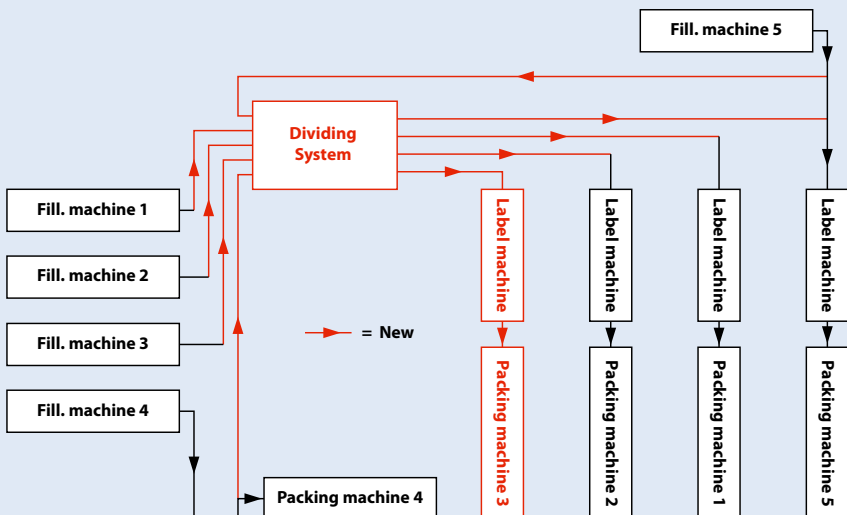 Fill. machine 5
Dividing
System
Fill. machine 1
Fill. machine 2
Fill. machine 3
Fill. machine 4
= New
Label machine
Label machine
Label machine
Label machine
Packing machine 3
Packing machine 2
Packing machine 1
Packing machine 5
Packing machine 4